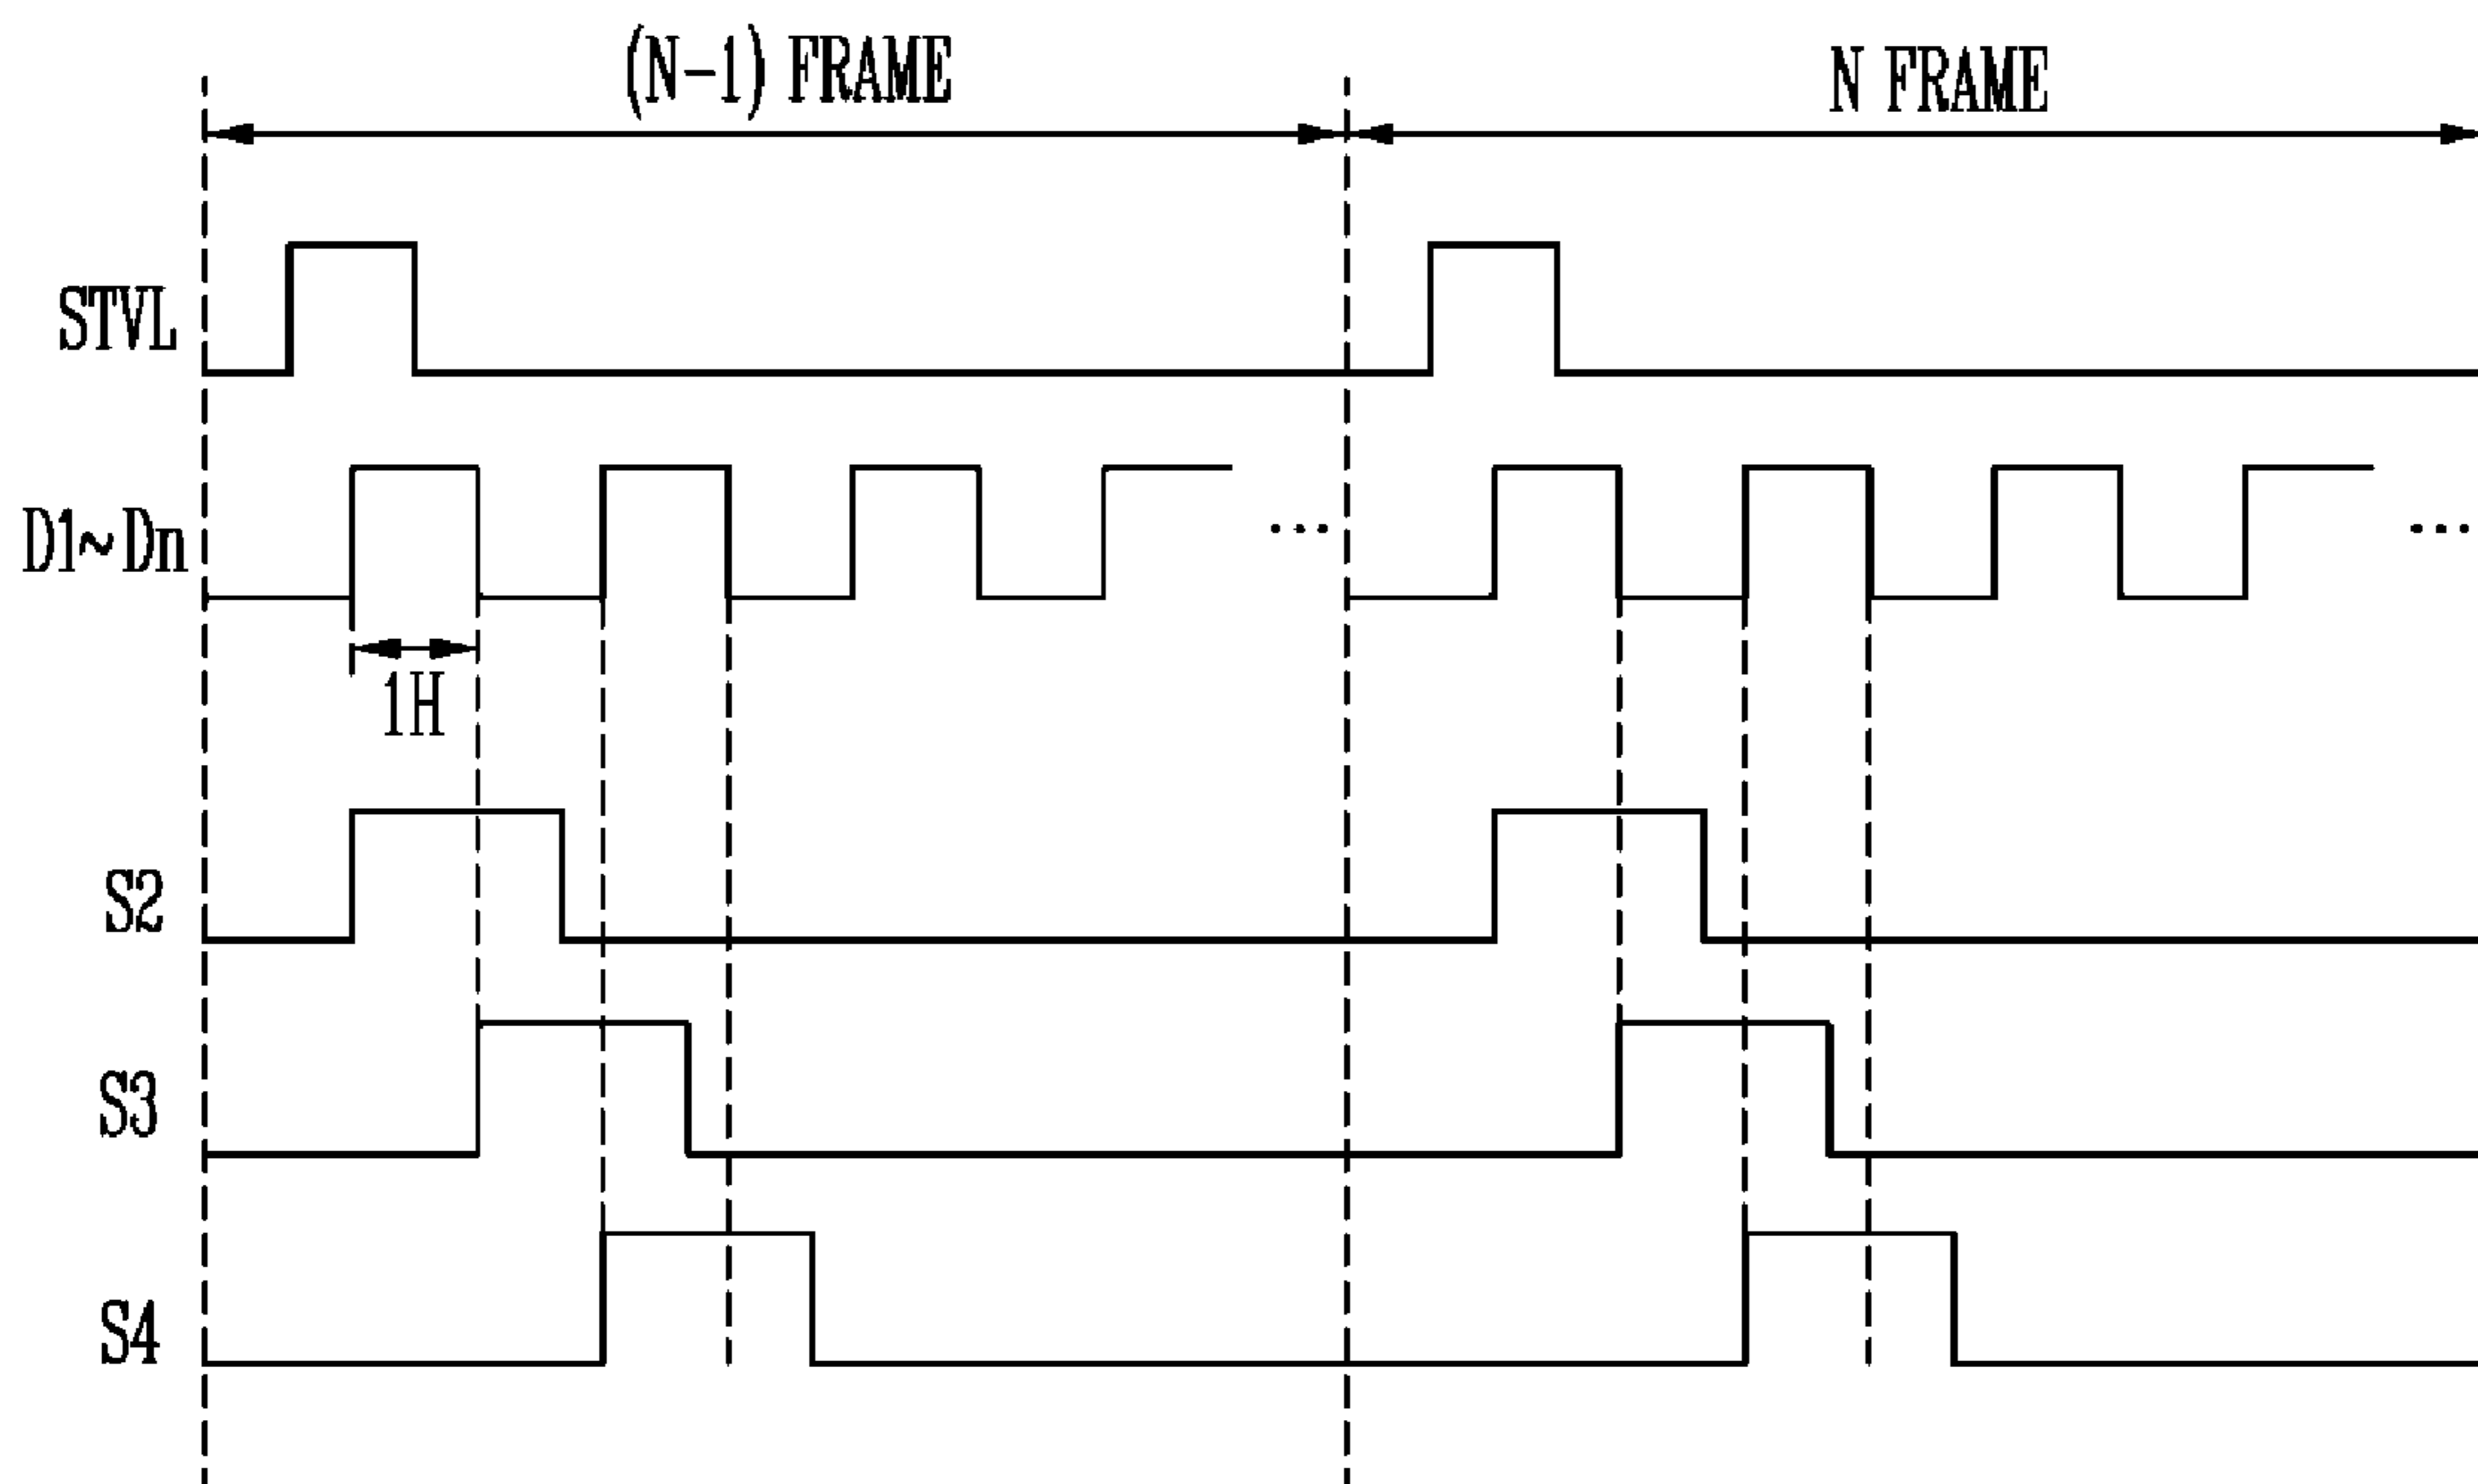 (N-1) FRAME
N FRAME
STVL
D1~Dn
...
...
1H
S2
S3
S4